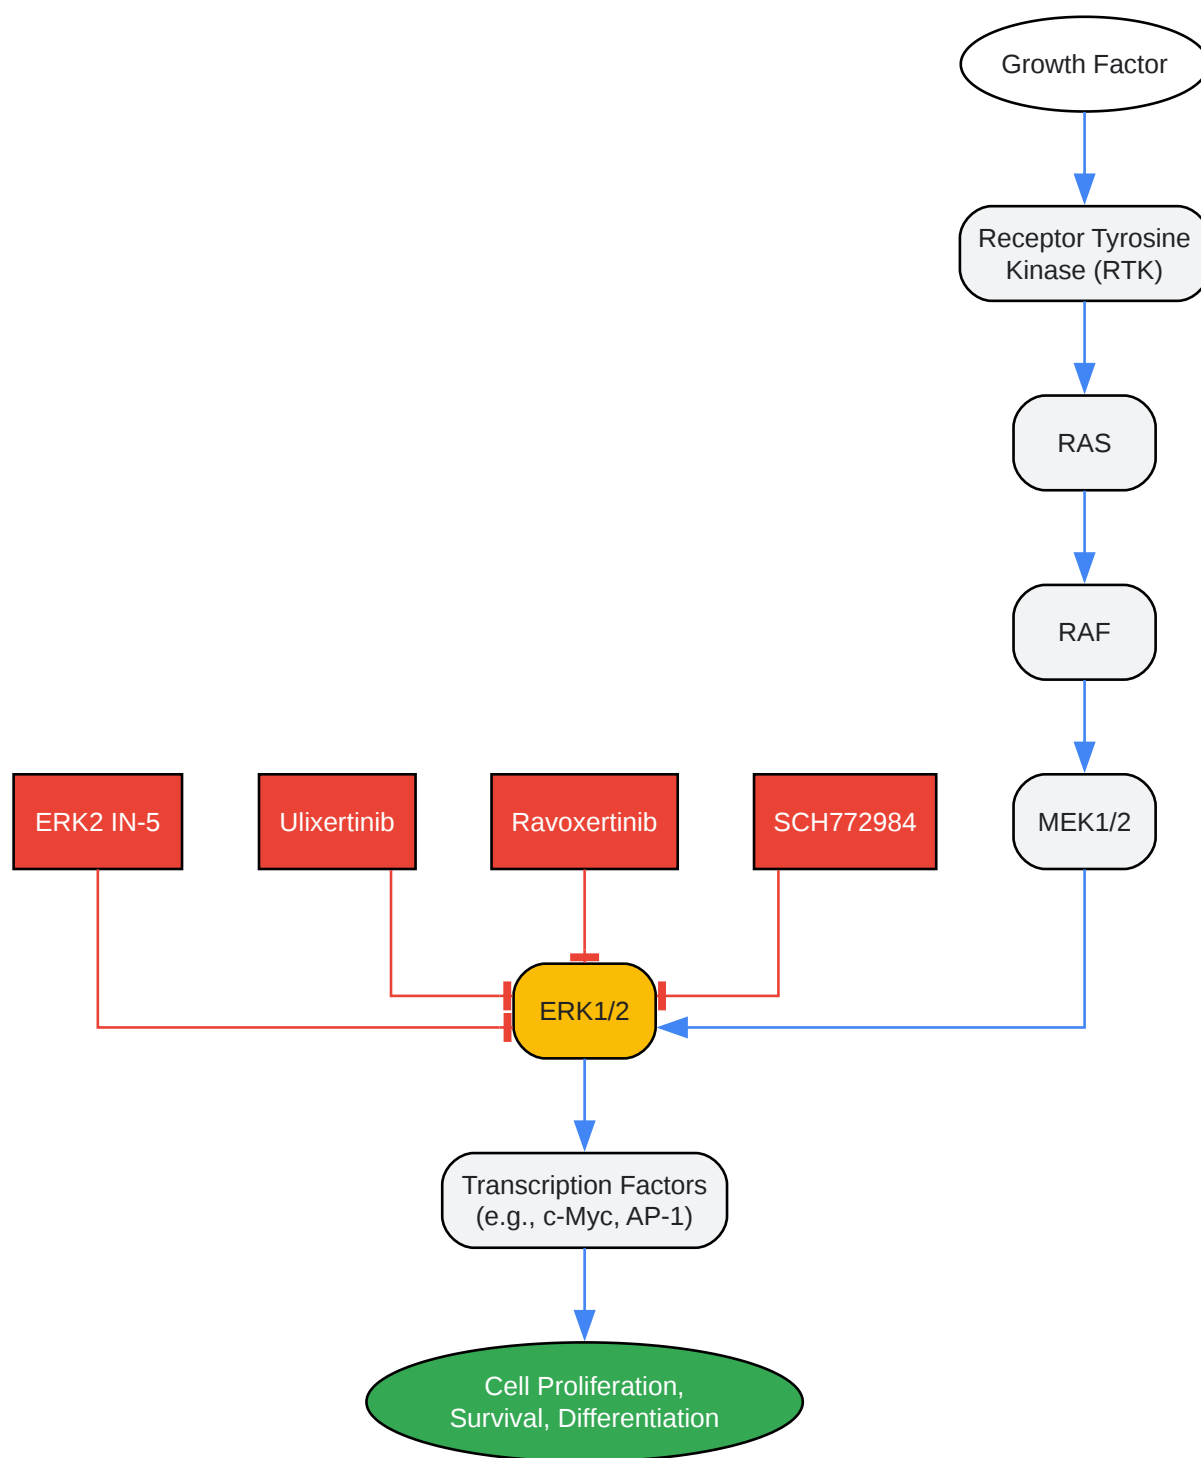 Growth Factor
Receptor Tyrosine
Kinase (RTK)
RAS
RAF
ERK2 IN-5
Ulixertinib
Ravoxertinib
SCH772984
MEK1/2
ERK1/2
Transcription Factors
(e.g., c-Myc, AP-1)
Cell Proliferation,
Survival, Differentiation